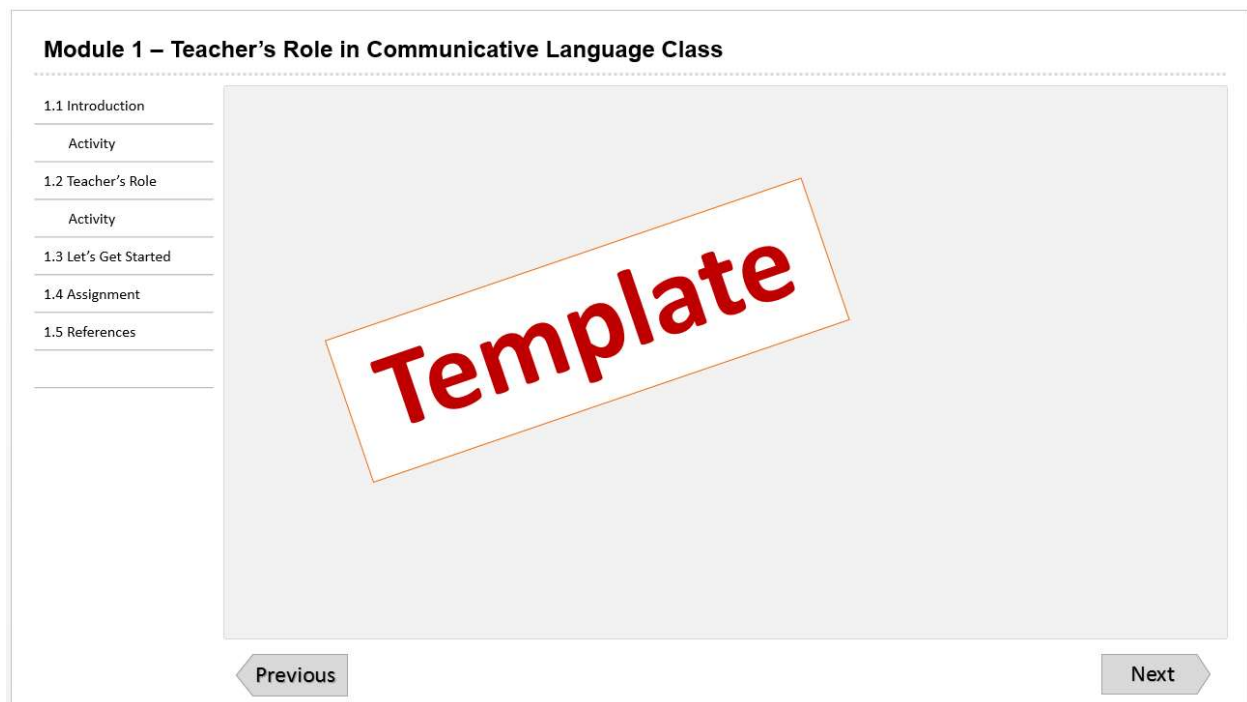 Module 1 – Teacher’s Role in Communicative Language Class
1.1 Introduction
Activity
1.2 Teacher’s Role
Activity
1.3 Let’s Get Started
1.4 Assignment
1.5 References
Template
Previous
Next